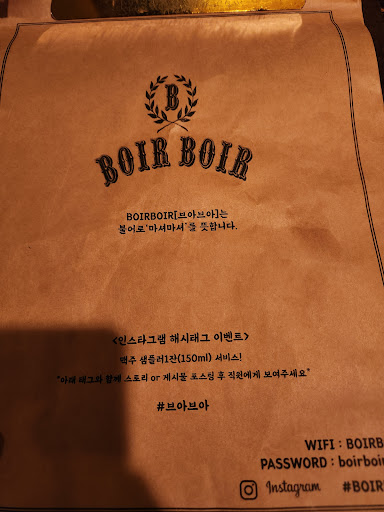 B
BOIR BOIR
BOIRBOIR[브아브아]는
불어로'마셔마셔'를 뜻합니다.
<인스타그램 해시태그 이벤트>
맥주 샘플러1잔(150ml) 서비스!
"아래 태그와 함께 스토리 or 게시물 포스팅 후 직원에게 보여주세요"
#브아브아
WIFI : BOIRB
PASSWORD : boirboir
Instagram #BOIR